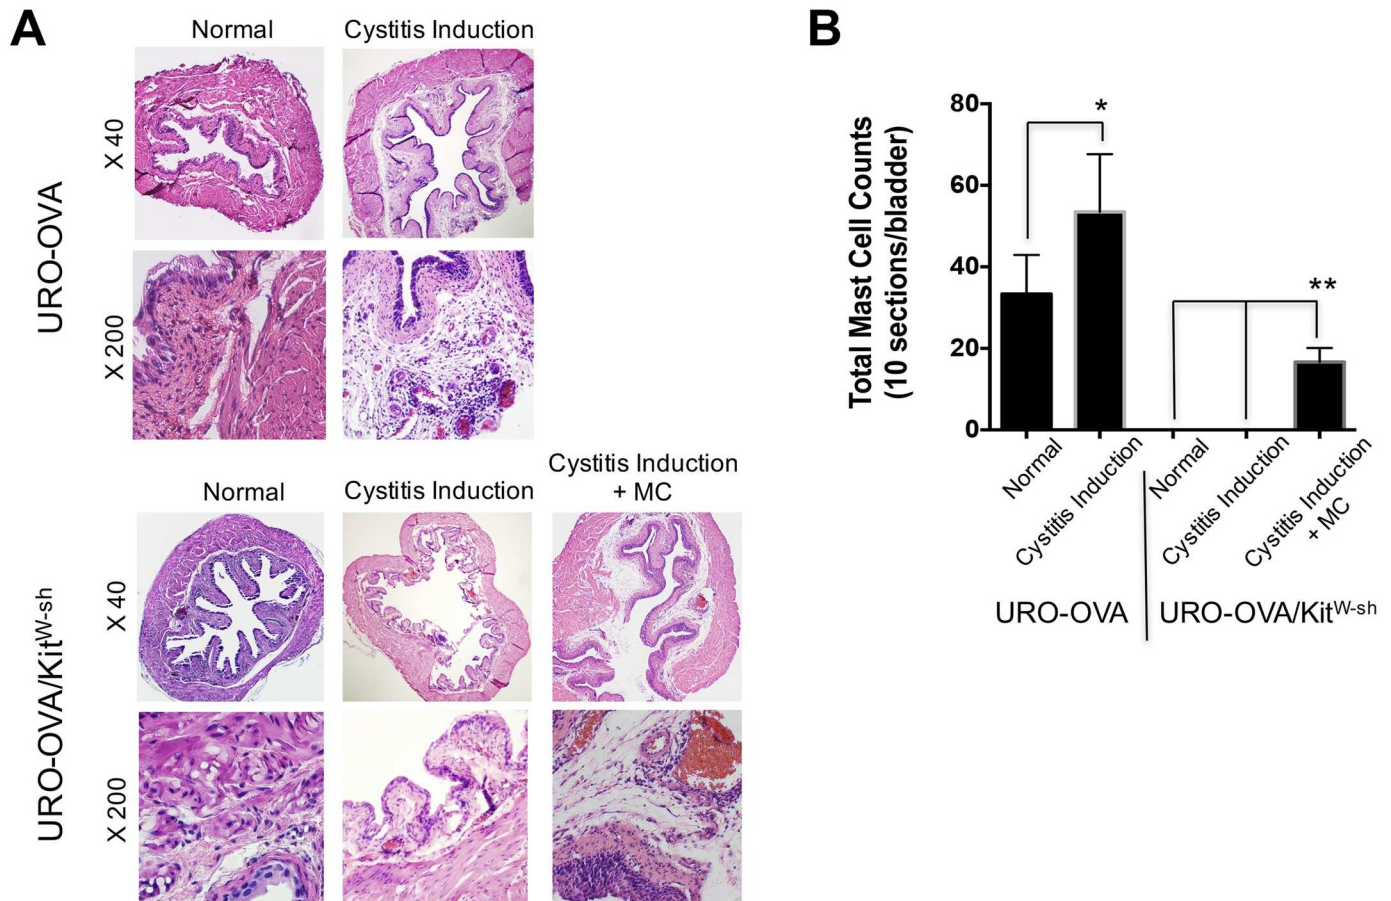 A
Normal
Cystitis Induction
URO-OVA
X 40
X 200
Normal
Cystitis Induction
Cystitis Induction
+ MC
URO-OVA/KitW-sh
X 40
X 200
B
Total Mast Cell Counts
(10 sections/bladder)
80
60
40
20
0
*
**
Normal
Cystitis Induction
Normal
Cystitis Induction
Cystitis Induction
+ MC
URO-OVA
URO-OVA/KitW-sh